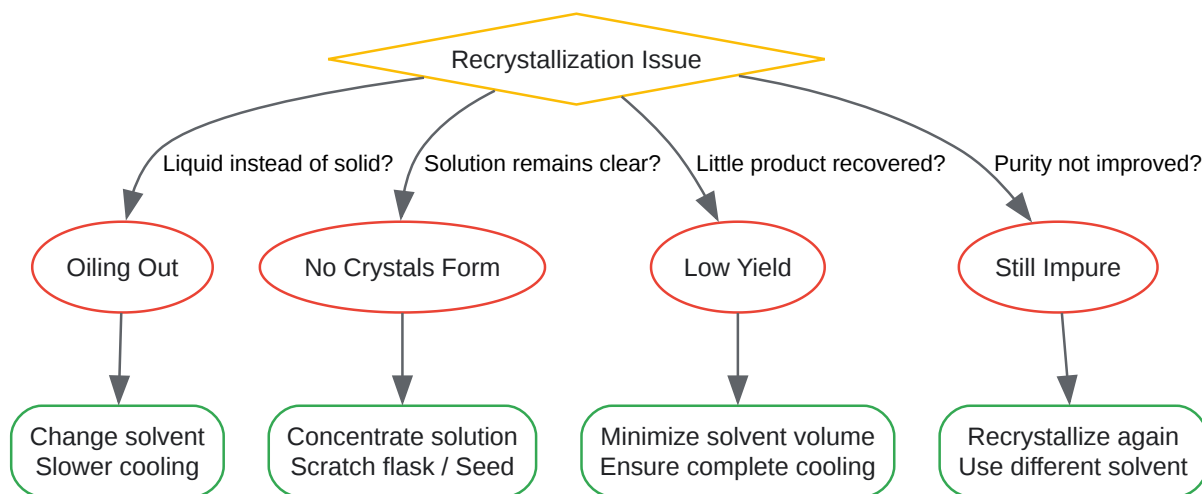 Recrystallization Issue
Liquid instead of solid?
Solution remains clear?
Little product recovered?
Purity not improved?
Oiling Out
No Crystals Form
Low Yield
Still Impure
Change solvent
Slower cooling
Concentrate solution
Scratch flask / Seed
Minimize solvent volume
Ensure complete cooling
Recrystallize again
Use different solvent